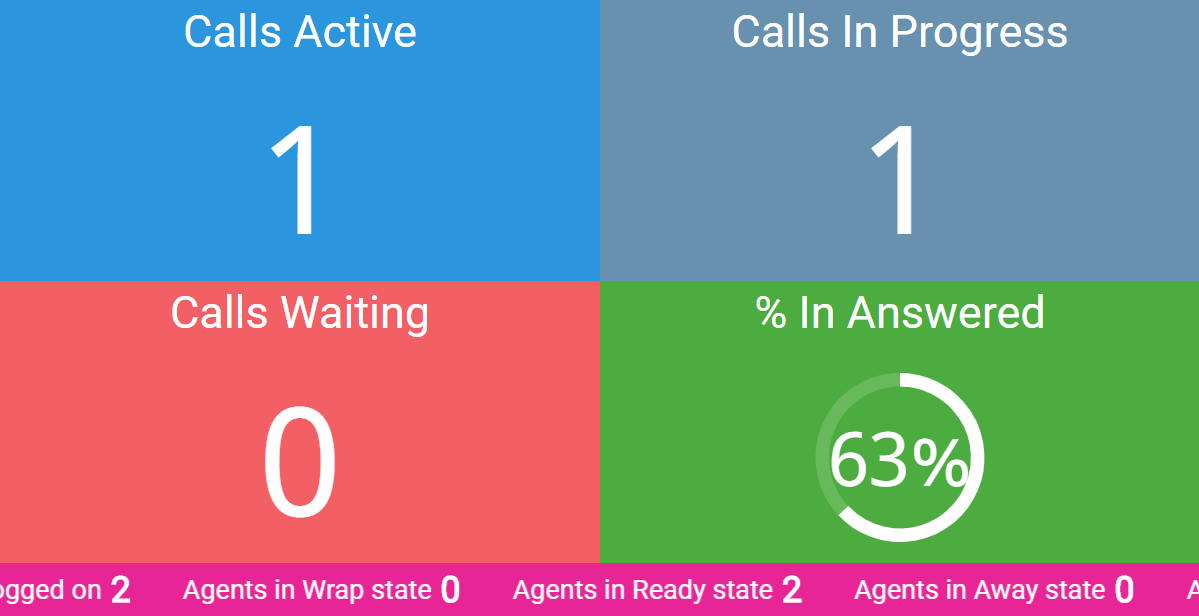 Calls Active
1
Calls In Progress
1
Calls Waiting
0
% In Answered
63%
ogged on 2 Agents in Wrap state 0 Agents in Ready state 2 Agents in Away state 0 A